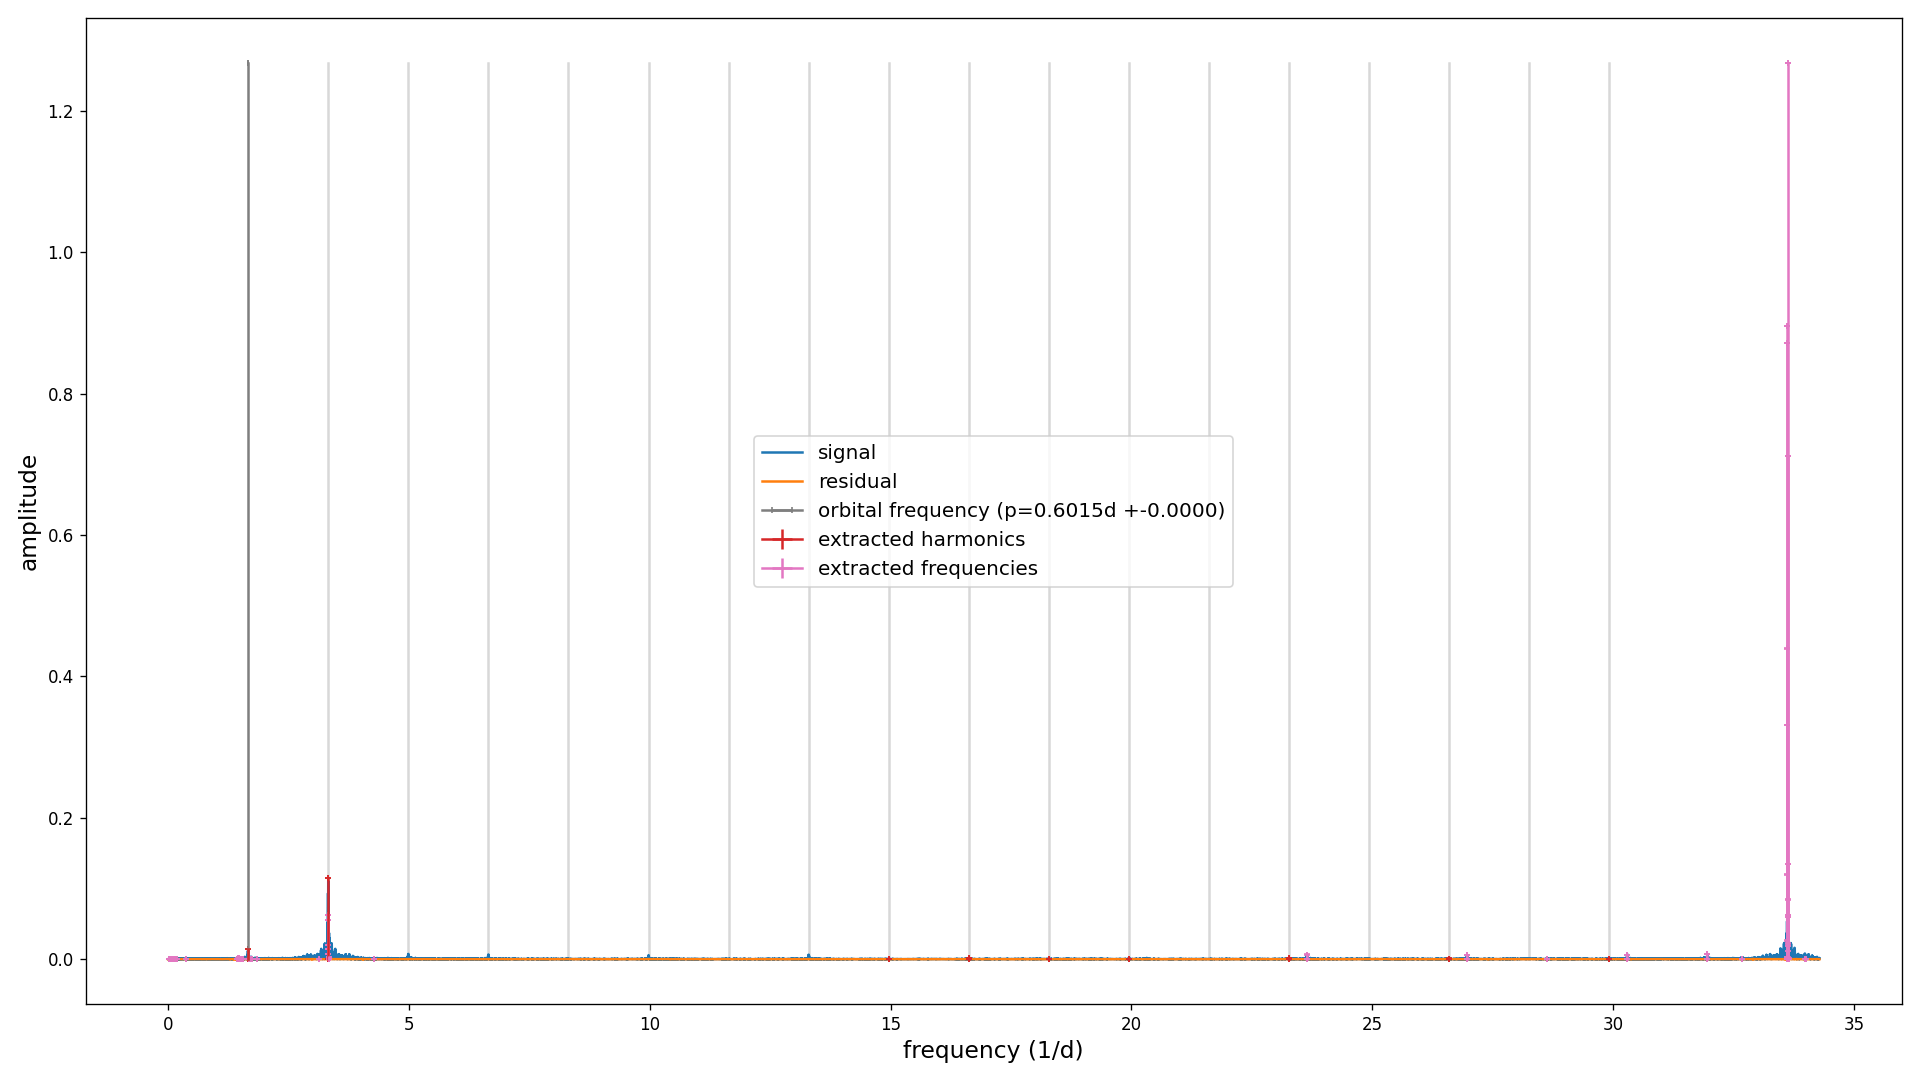 1.2
1.0
0.8
0.6
0.4
0.2
0.0
amplitude
signal
residual
orbital frequency (p=0.6015d +-0.0000)
extracted harmonics
extracted frequencies
0 5 10 15 20 25 30 35
frequency (1/d)